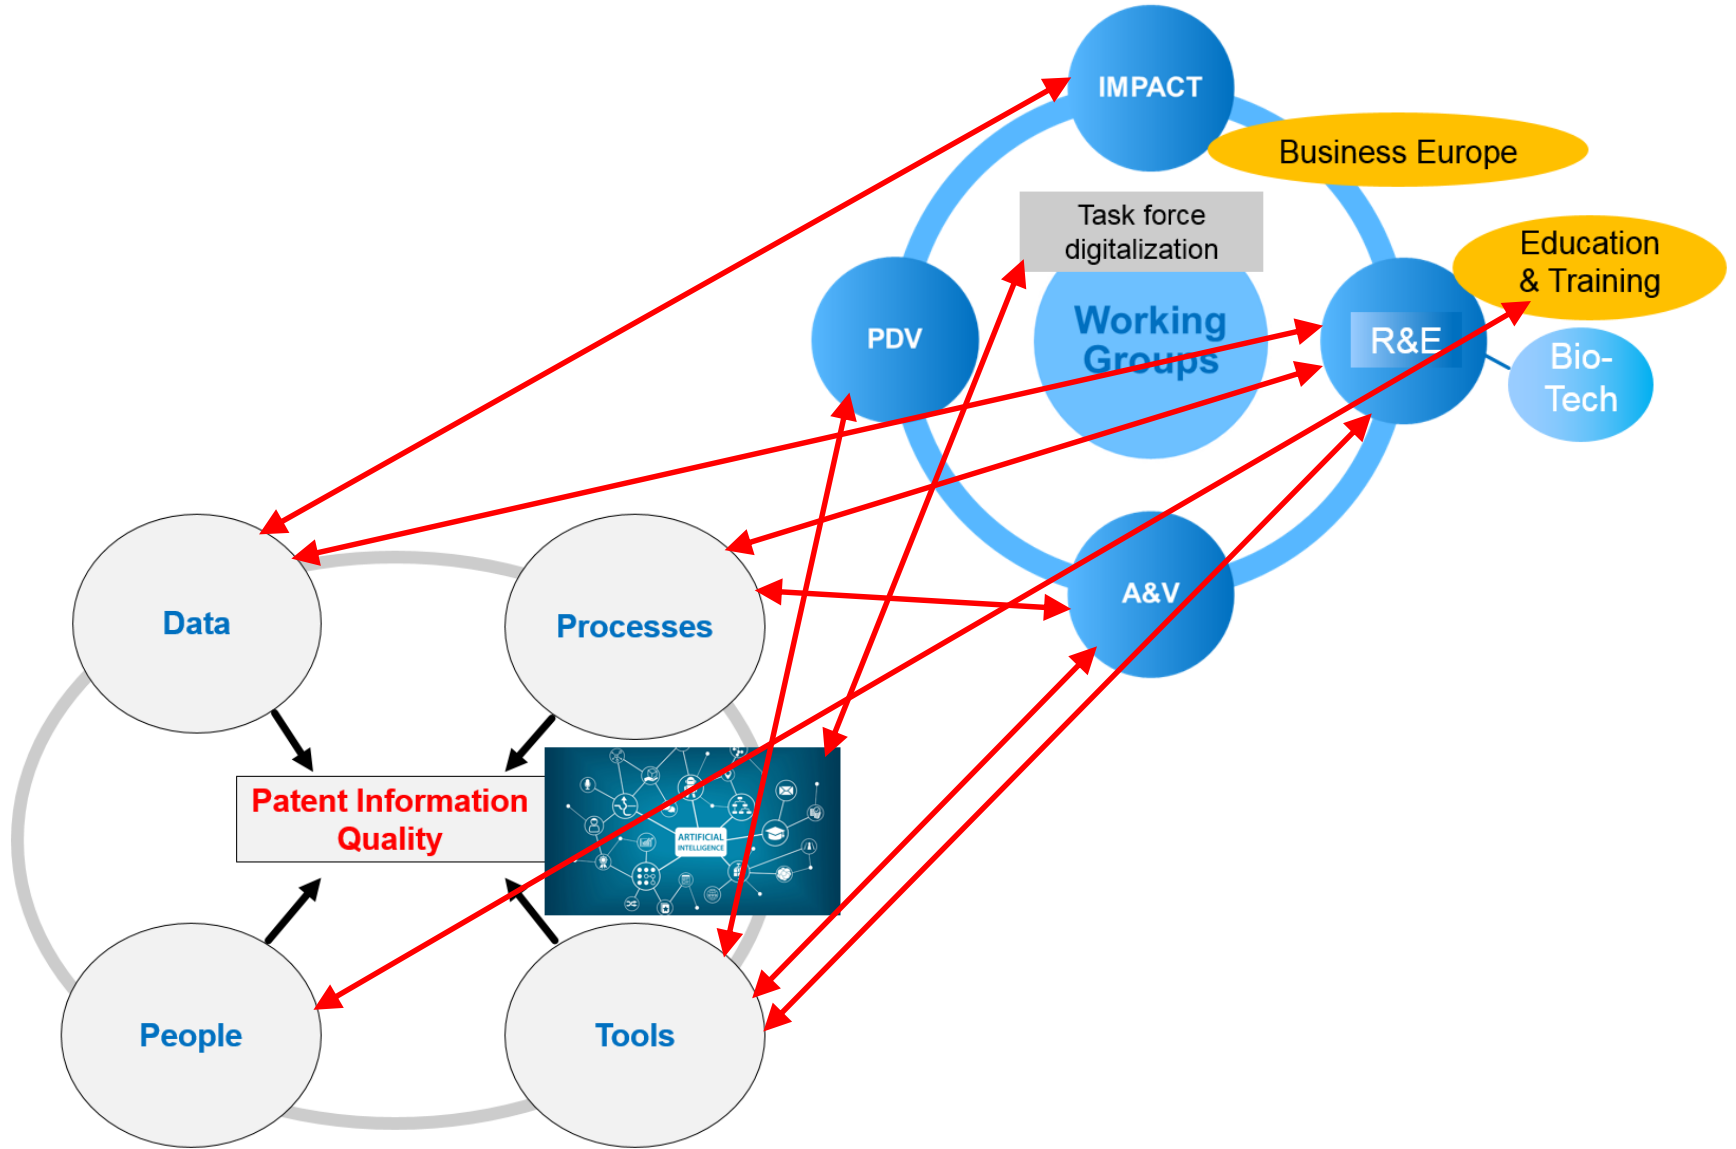 IMPACT
Business Europe
Task force
digitalization
Education
& Training
PDV
Working
Groups
R&E
Bio-
Tech
A&V
Data
Processes
Patent Information
Quality
ARTIFICIAL
INTELLIGENCE
People
Tools